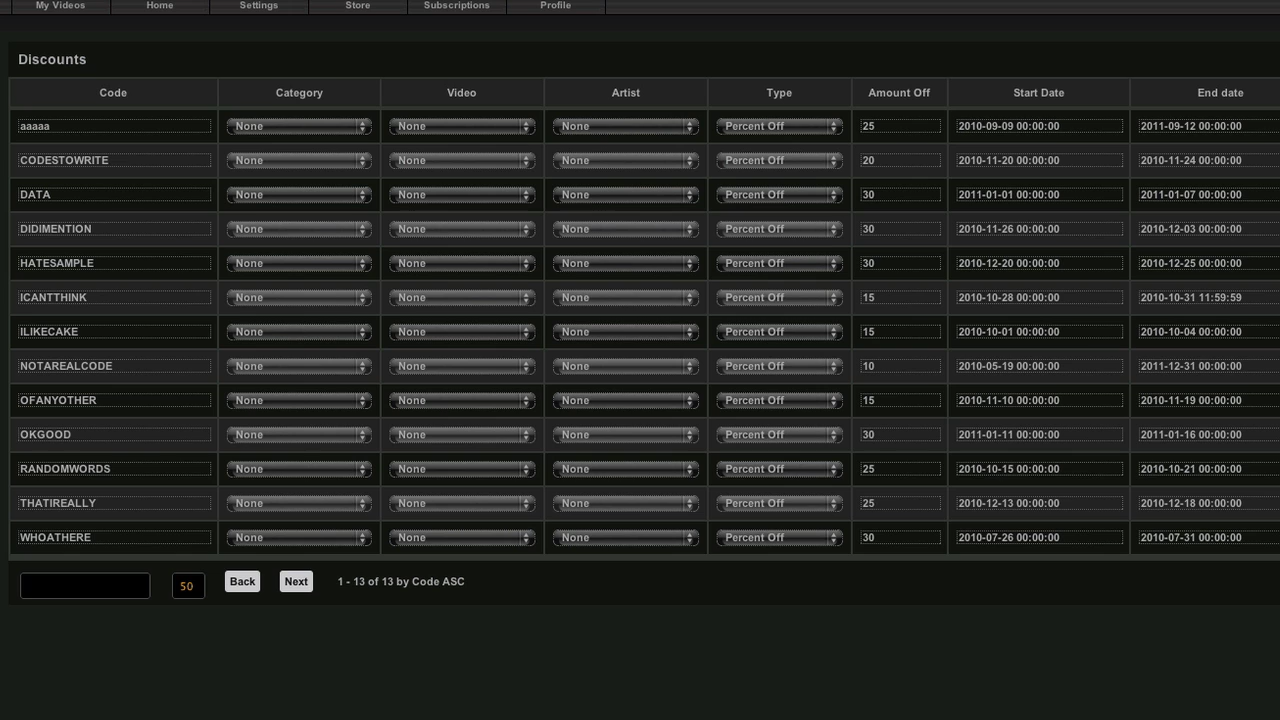 My Videos Home Settings Store Subscriptions Profile
Discounts
Code Category Video Artist Type Amount Off Start Date End date
aaaaa None None None Percent Off 25 2010-09-09 00:00:00 2011-09-12 00:00:00
CODESTOWRITE None None None Percent Off 20 2010-11-20 00:00:00 2010-11-24 00:00:00
DATA None None None Percent Off 30 2011-01-01 00:00:00 2011-01-07 00:00:00
DIDIMENTION None None None Percent Off 30 2010-11-26 00:00:00 2010-12-03 00:00:00
HATESAMPLE None None None Percent Off 30 2010-12-20 00:00:00 2010-12-25 00:00:00
ICANTTHINK None None None Percent Off 15 2010-10-28 00:00:00 2010-10-31 11:59:59
ILIKECAKE None None None Percent Off 15 2010-10-01 00:00:00 2010-10-04 00:00:00
NOTAREALCODE None None None Percent Off 10 2010-05-19 00:00:00 2011-12-31 00:00:00
OFANYOTHER None None None Percent Off 15 2010-11-10 00:00:00 2010-11-19 00:00:00
OKGOOD None None None Percent Off 30 2011-01-11 00:00:00 2011-01-16 00:00:00
RANDOMWORDS None None None Percent Off 25 2010-10-15 00:00:00 2010-10-21 00:00:00
THATIREALLY None None None Percent Off 25 2010-12-13 00:00:00 2010-12-18 00:00:00
WHOATHERE None None None Percent Off 30 2010-07-26 00:00:00 2010-07-31 00:00:00
50 Back Next 1 - 13 of 13 by Code ASC